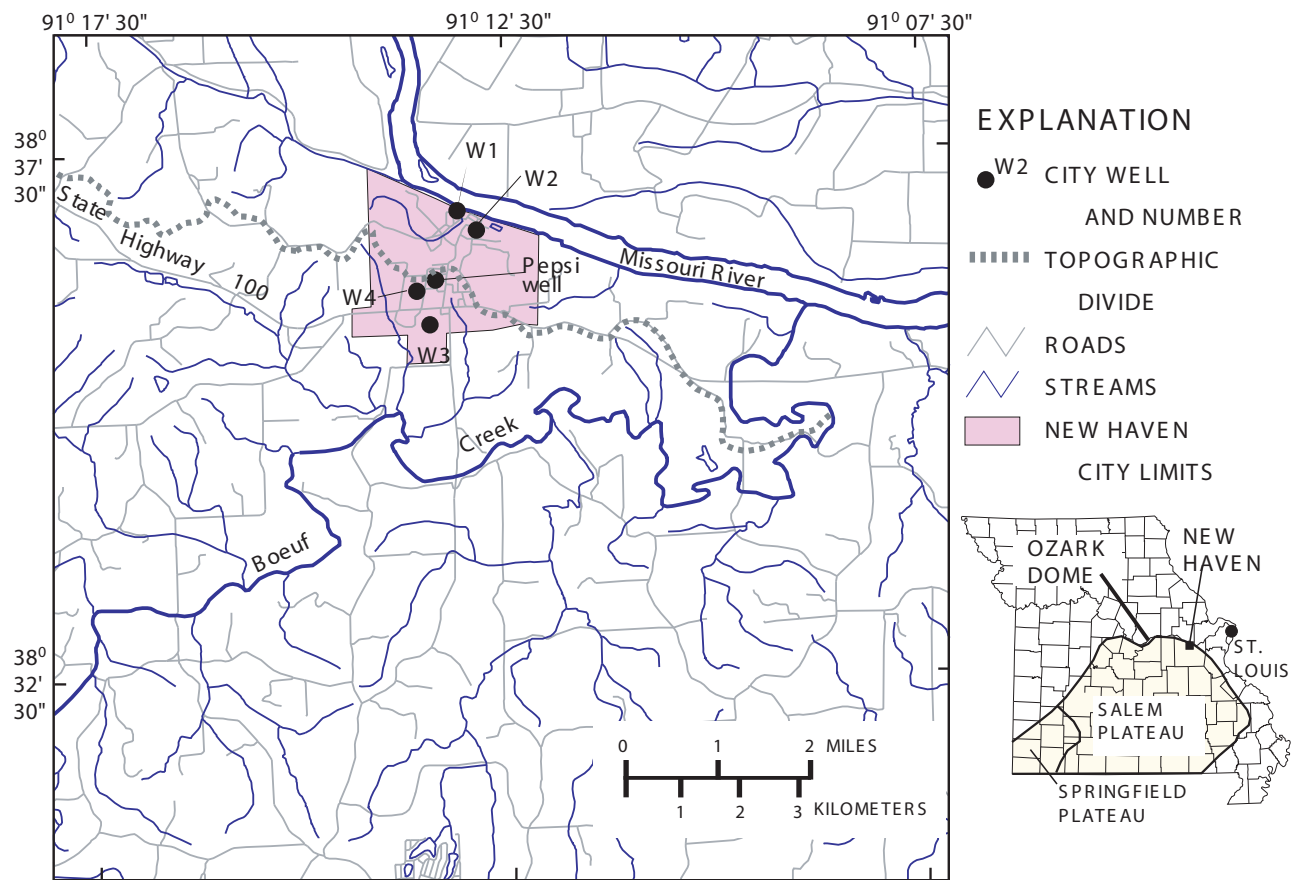 91⁰ 17' 30"
91⁰ 12' 30"
91⁰ 07' 30"
38⁰
37'
30"
W1
W2
State
Highway
100
Missouri River
Pepsi
well
W4
W3
Creek
Boeuf
38⁰
32'
30"
0 1 2 MILES
1 2 3 KILOMETERS
EXPLANATION
W2 CITY WELL
AND NUMBER
TOPOGRAPHIC
DIVIDE
ROADS
STREAMS
NEW HAVEN
CITY LIMITS
OZARK
DOME
NEW
HAVEN
ST.
LOUIS
SALEM
PLATEAU
SPRINGFIELD
PLATEAU